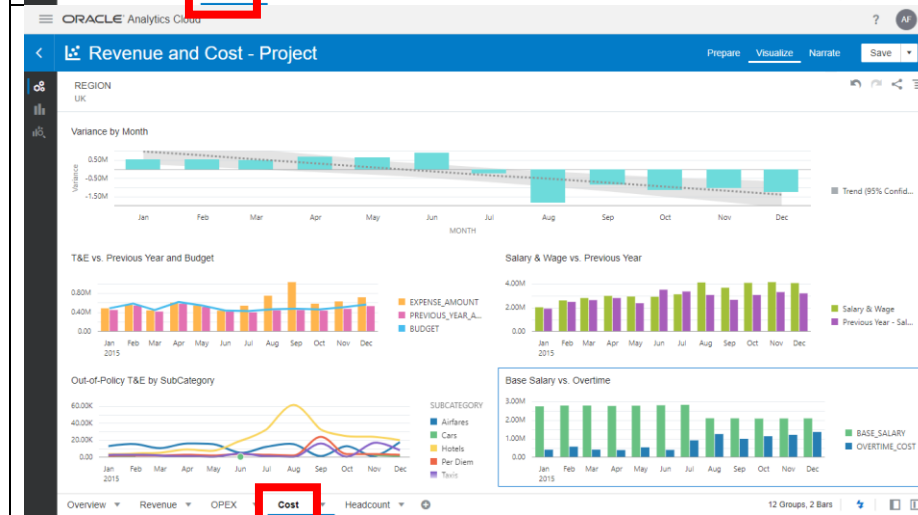 ORACLE Analytics Cloud
?
AF
Revenue and Cost - Project
Prepare Visualize Narrate Save
REGION
UK
Variance by Month
Variance
0.50M
-0.50M
-1.50M
Jan Feb Mar Apr May Jun Jul Aug Sep Oct Nov Dec
MONTH
Trend (95% Confid...
T&E vs. Previous Year and Budget
0.80M
0.40M
0.00
Jan Feb Mar Apr May Jun Jul Aug Sep Oct Nov Dec
2015
EXPENSE_AMOUNT
PREVIOUS_YEAR_A...
BUDGET
Salary & Wage vs. Previous Year
4.00M
2.00M
0.00
Jan Feb Mar Apr May Jun Jul Aug Sep Oct Nov Dec
2015
Salary & Wage
Previous Year - Sal...
Out-of-Policy T&E by SubCategory
60.00K
40.00K
20.00K
0.00
Jan Feb Mar Apr May Jun Jul Aug Sep Oct Nov Dec
2015
SUBCATEGORY
Airfares
Cars
Hotels
Per Diem
Taxis
Base Salary vs. Overtime
3.00M
2.00M
1.00M
0.00
Jan Feb Mar Apr May Jun Jul Aug Sep Oct Nov Dec
2015
BASE_SALARY
OVERTIME_COST
Overview Revenue OPEX Cost Headcount
12 Groups, 2 Bars